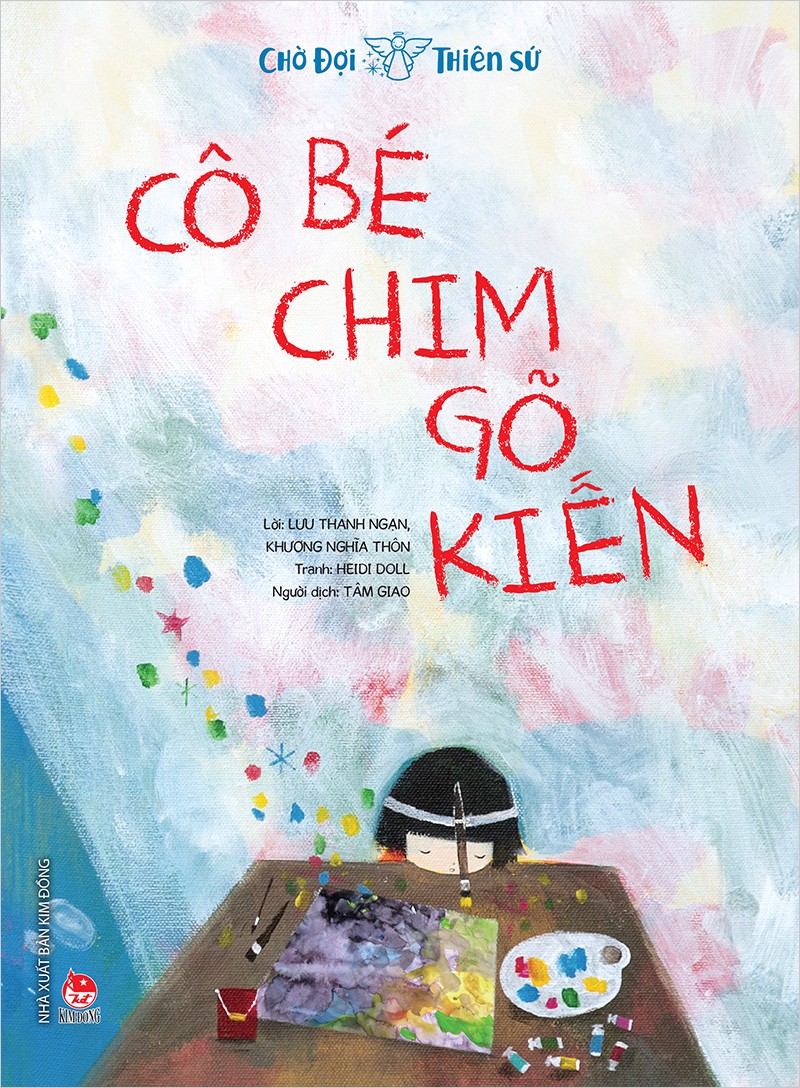 CHỜ ĐỢI THIÊN SỨ
CÔ BÉ
CHIM
GÕ
KIẾN
Lời: LƯU THANH NGẠN,
KHƯƠNG NGHĨA THÔN
Tranh: HEIDI DOLL
Người dịch: TÂM GIAO
NHÀ XUẤT BẢN KIM ĐỒNG
KIM ĐỒNG